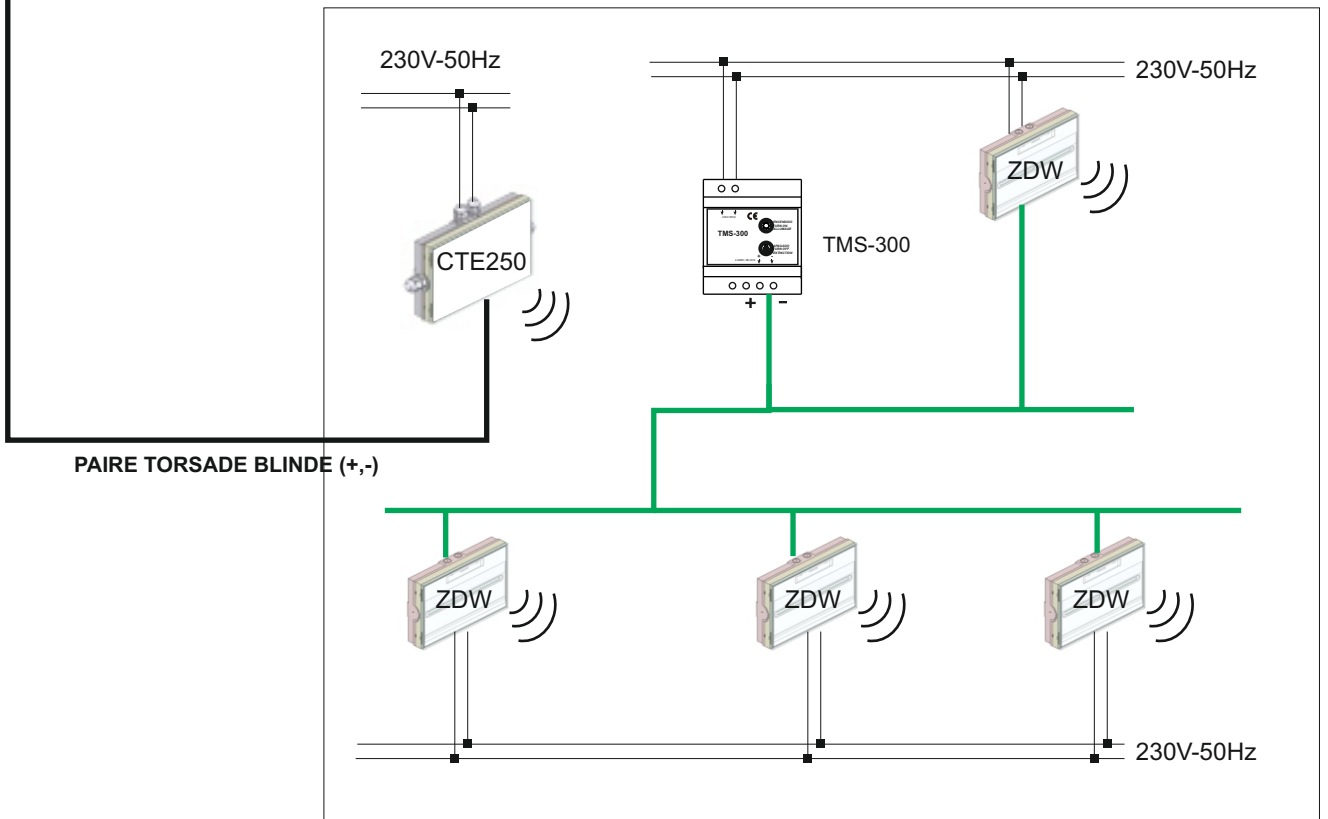 230V-50Hz
230V-50Hz
ZDW
CTE250
CE
TMS-300
TMS-300
+ -
PAIRE TORSADE BLINDE (+,-)
ZDW
ZDW
ZDW
230V-50Hz